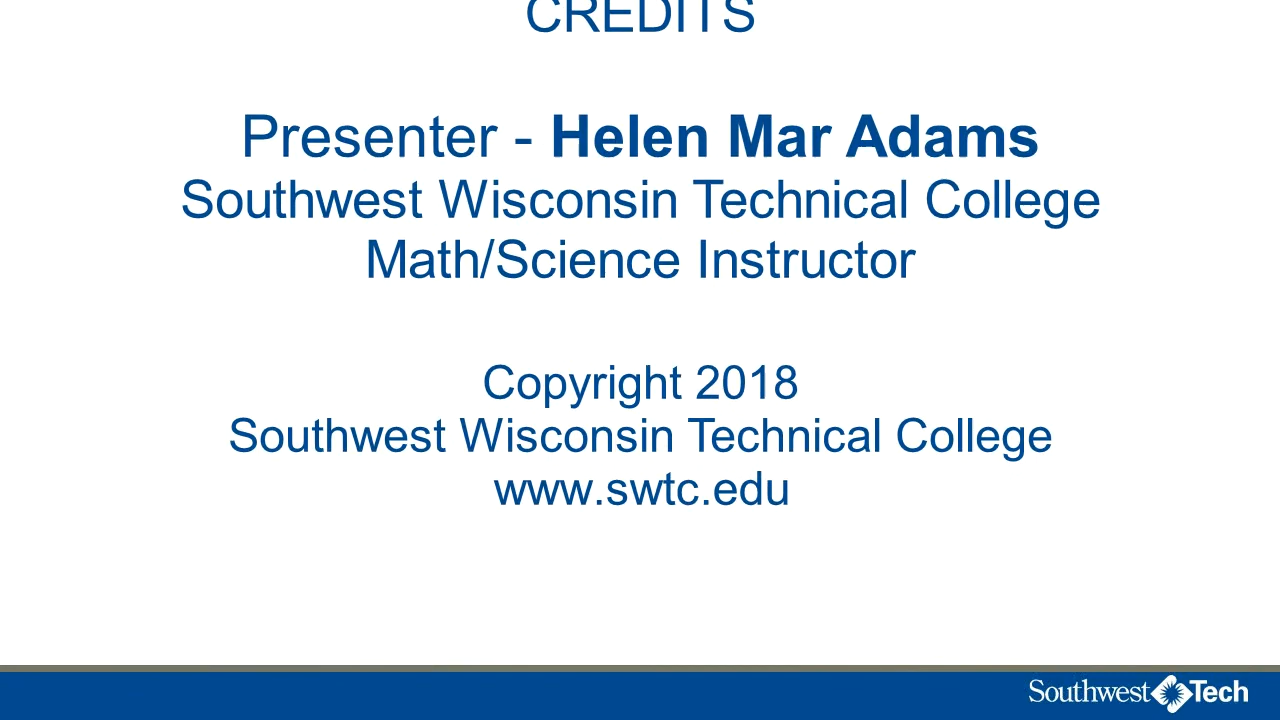 CREDITS
Presenter - Helen Mar Adams
Southwest Wisconsin Technical College
Math/Science Instructor
Copyright 2018
Southwest Wisconsin Technical College
www.swtc.edu
Southwest Tech